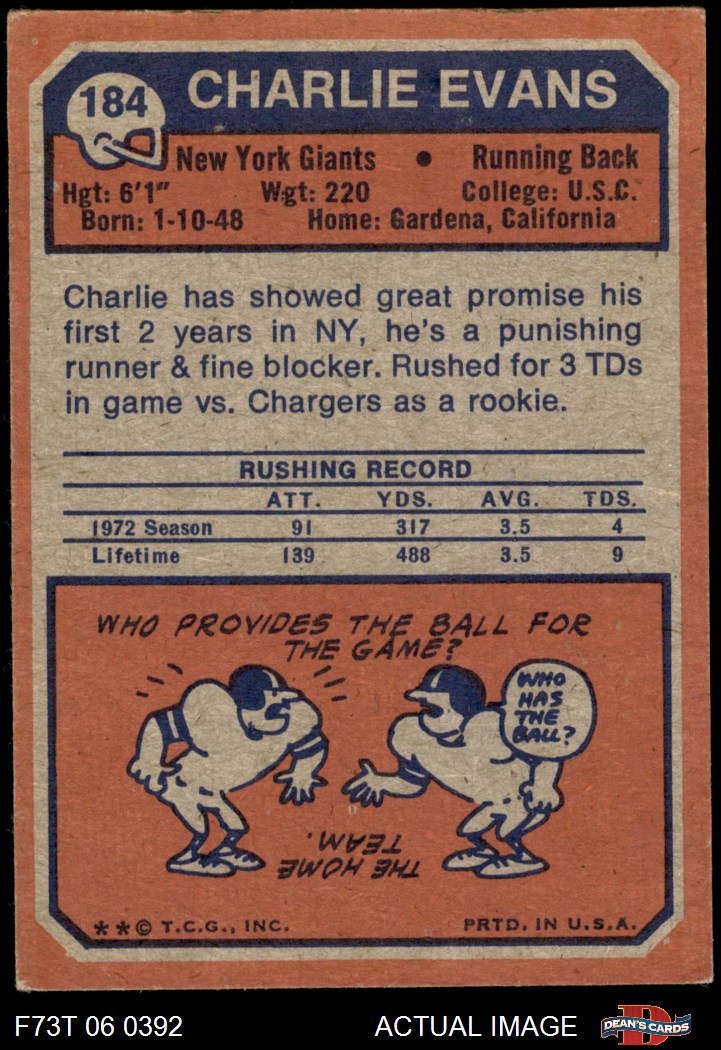 184
CHARLIE EVANS
New York Giants • Running Back
Hgt: 6'1" Wgt: 220 College: U.S.C.
Born: 1-10-48 Home: Gardena, California
Charlie has showed great promise his
first 2 years in NY, he's a punishing
runner & fine blocker. Rushed for 3 TDs
in game vs. Chargers as a rookie.
RUSHING RECORD
ATT. YDS. AVG. TDS.
1972 Season 91 317 3.5 4
Lifetime 139 488 3.5 9
WHO PROVIDES THE BALL FOR
THE GAME?
WHO
HAS
THE
BALL?
THE HOME
TEAM.
**© T.C.G., INC. PRTD. IN U.S.A.
F73T 06 0392 ACTUAL IMAGE D DEAN'S CARDS